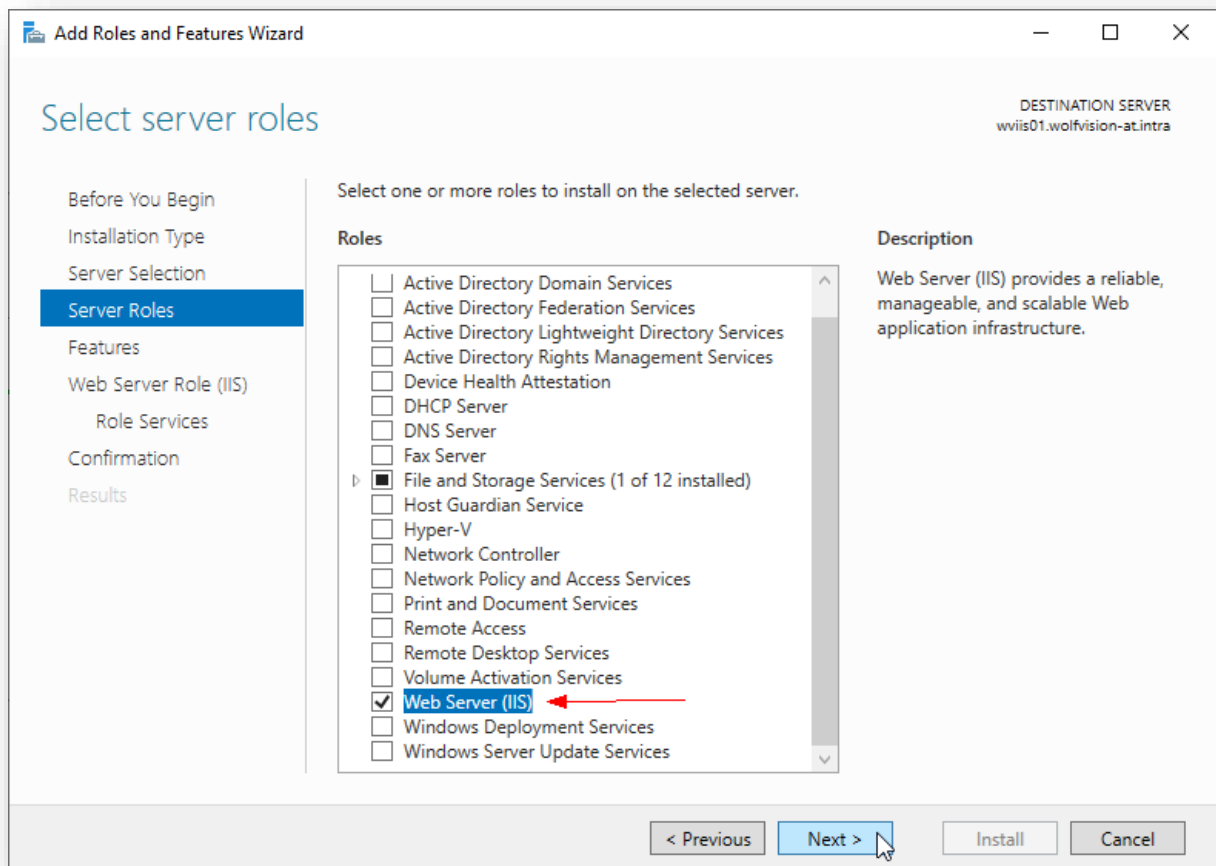 Add Roles and Features Wizard
Select server roles
DESTINATION SERVER
wviis01.wolfvision-at.intra
Before You Begin
Installation Type
Server Selection
Server Roles
Features
Web Server Role (IIS)
Role Services
Confirmation
Results
Select one or more roles to install on the selected server.
Roles
Active Directory Domain Services
Active Directory Federation Services
Active Directory Lightweight Directory Services
Active Directory Rights Management Services
Device Health Attestation
DHCP Server
DNS Server
Fax Server
File and Storage Services (1 of 12 installed)
Host Guardian Service
Hyper-V
Network Controller
Network Policy and Access Services
Print and Document Services
Remote Access
Remote Desktop Services
Volume Activation Services
Web Server (IIS)
Windows Deployment Services
Windows Server Update Services
Description
Web Server (IIS) provides a reliable,
manageable, and scalable Web
application infrastructure.
< Previous
Next >
Install
Cancel